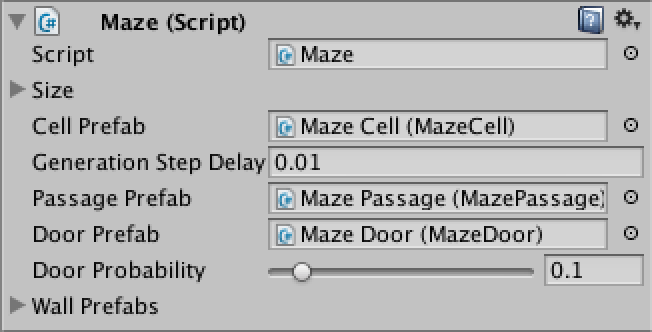 Maze (Script)
Script Maze
Size
Cell Prefab Maze Cell (MazeCell)
Generation Step Delay 0.01
Passage Prefab Maze Passage (MazePassage)
Door Prefab Maze Door (MazeDoor)
Door Probability 0.1
Wall Prefabs